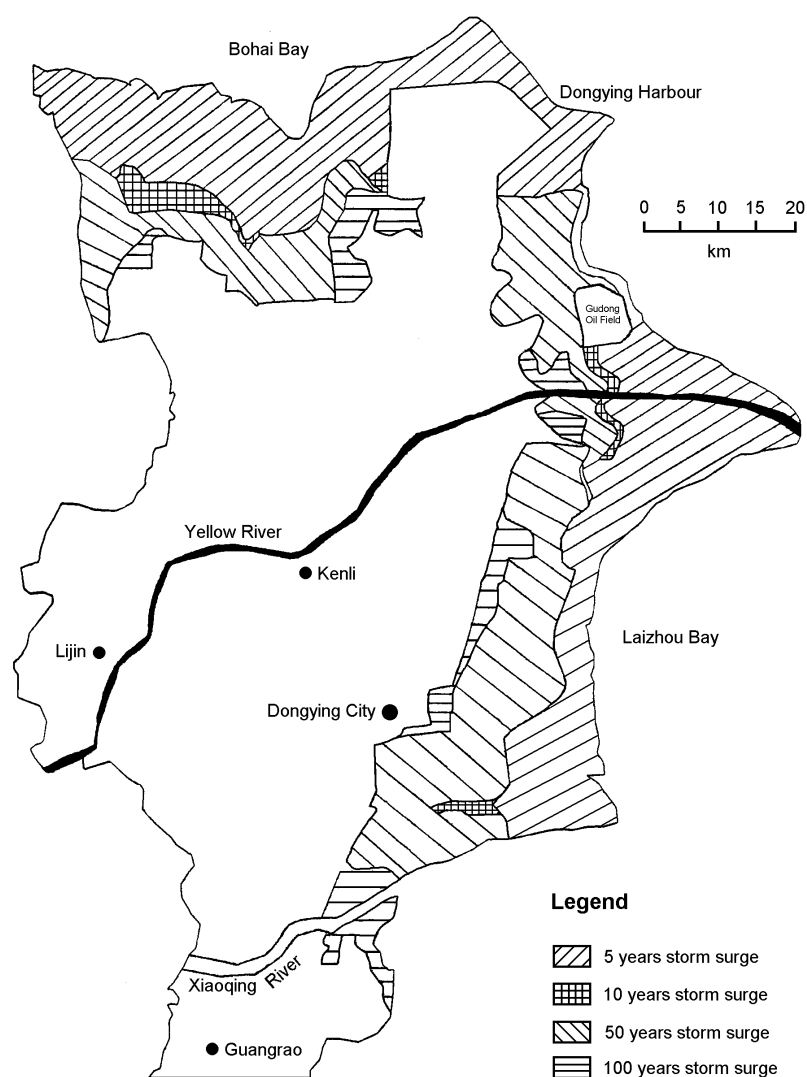 Bohai Bay
Dongying Harbour
0 5 10 15 20
km
Gudong
Oil Field
Yellow River
Kenli
Lijin
Laizhou Bay
Dongying City
Legend
5 years storm surge
10 years storm surge
50 years storm surge
100 years storm surge
Xiaoqing River
Guangrao